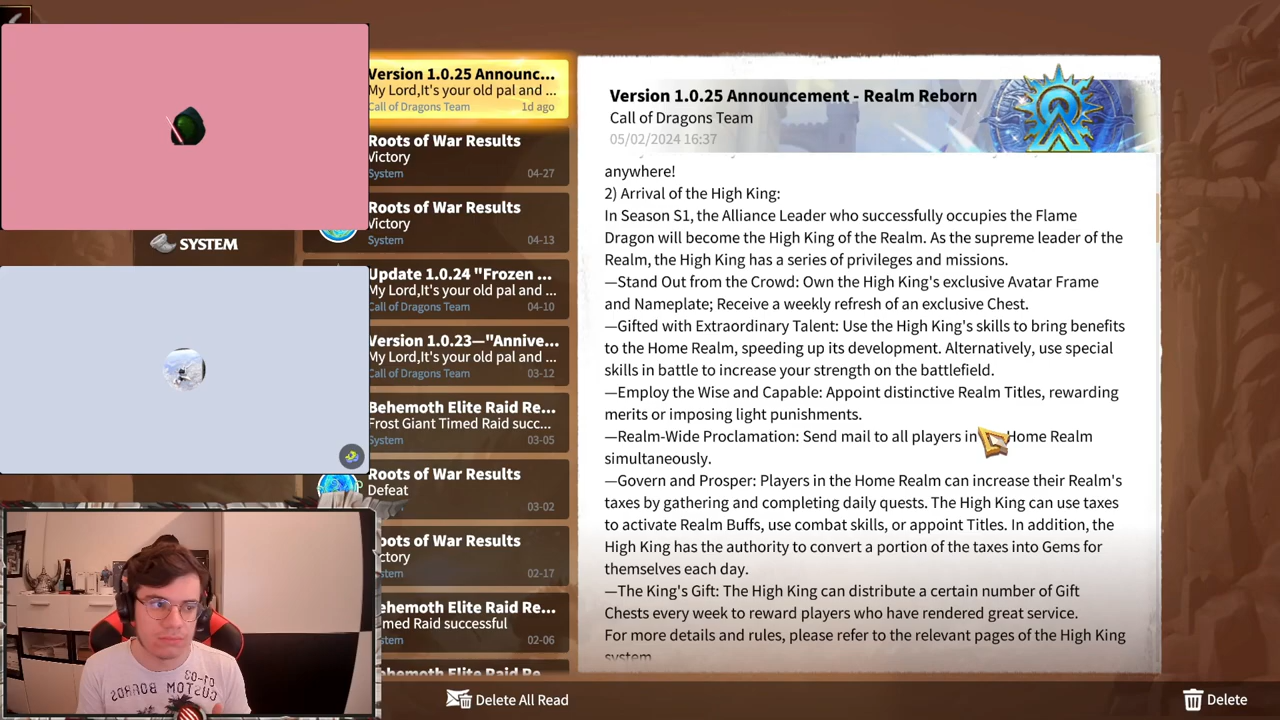 SYSTEM
Version 1.0.25 Announc...
My Lord,It's your old pal and ...
Call of Dragons Team
1d ago
Roots of War Results
Victory
System
04-27
Roots of War Results
Victory
System
04-13
Update 1.0.24 "Frozen ...
My Lord,It's your old pal and ...
Call of Dragons Team
04-10
Version 1.0.23—"Annive...
My Lord,It's your old pal and ...
Call of Dragons Team
03-12
Behemoth Elite Raid Re...
Frost Giant Timed Raid succ...
System
03-05
Roots of War Results
Defeat
03-02
oots of War Results
ctory
stem
02-17
ehemoth Elite Raid Re...
med Raid successful
stem
02-06
ehemoth Elite Raid Re...
Delete All Read
Version 1.0.25 Announcement - Realm Reborn
Call of Dragons Team
05/02/2024 16:37
anywhere!
2) Arrival of the High King:
In Season S1, the Alliance Leader who successfully occupies the Flame
Dragon will become the High King of the Realm. As the supreme leader of the
Realm, the High King has a series of privileges and missions.
—Stand Out from the Crowd: Own the High King's exclusive Avatar Frame
and Nameplate; Receive a weekly refresh of an exclusive Chest.
—Gifted with Extraordinary Talent: Use the High King's skills to bring benefits
to the Home Realm, speeding up its development. Alternatively, use special
skills in battle to increase your strength on the battlefield.
—Employ the Wise and Capable: Appoint distinctive Realm Titles, rewarding
merits or imposing light punishments.
—Realm-Wide Proclamation: Send mail to all players in Home Realm
simultaneously.
—Govern and Prosper: Players in the Home Realm can increase their Realm's
taxes by gathering and completing daily quests. The High King can use taxes
to activate Realm Buffs, use combat skills, or appoint Titles. In addition, the
High King has the authority to convert a portion of the taxes into Gems for
themselves each day.
—The King's Gift: The High King can distribute a certain number of Gift
Chests every week to reward players who have rendered great service.
For more details and rules, please refer to the relevant pages of the High King
system
Delete
CUSTOM BOARDS